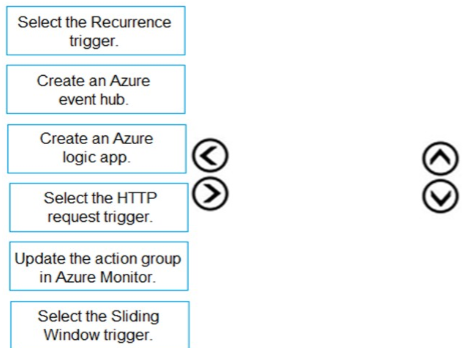 Select the Recurrence
trigger.
Create an Azure
event hub.
Create an Azure
logic app.
Select the HTTP
request trigger.
Update the action group
in Azure Monitor.
Select the Sliding
Window trigger.